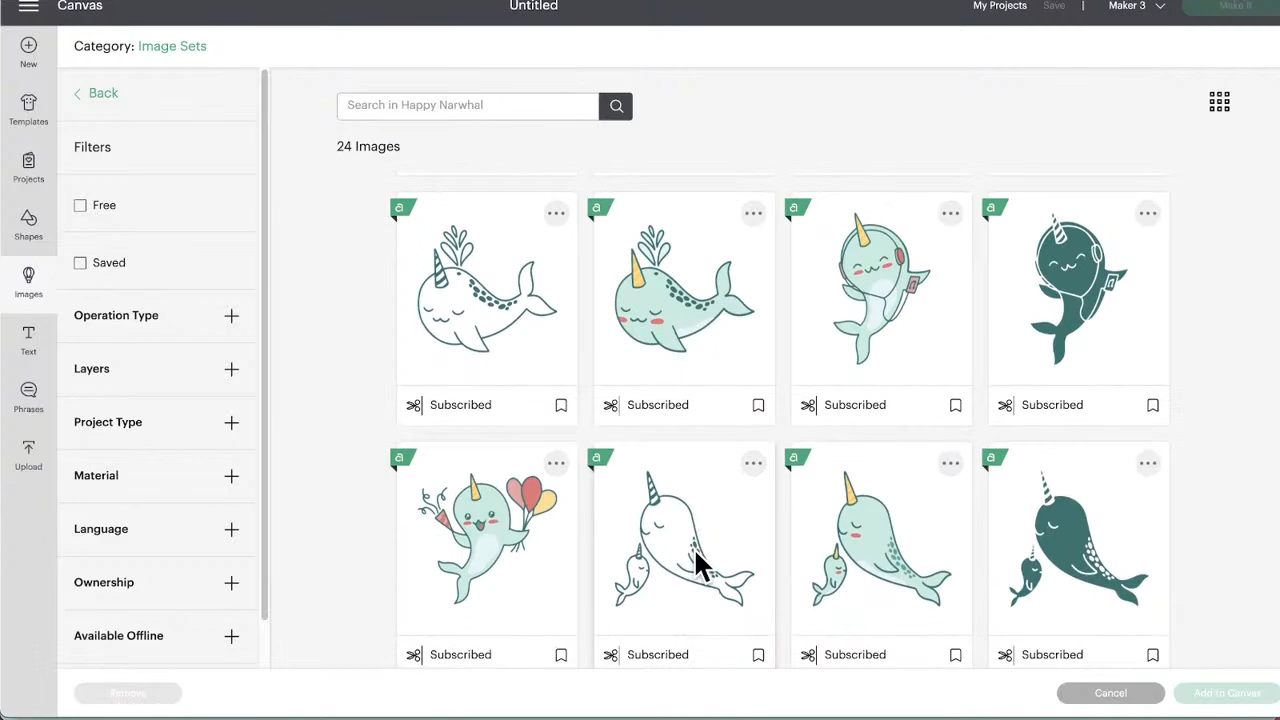 Canvas
Untitled
My Projects
Save
Maker 3
Make It
New
Templates
Projects
Shapes
Images
Text
Phrases
Upload
Category: Image Sets
Back
Filters
Free
Saved
Operation Type
Layers
Project Type
Material
Language
Ownership
Available Offline
Search in Happy Narwhal
24 Images
a
a
a
a
Subscribed
Subscribed
Subscribed
Subscribed
a
a
a
a
Subscribed
Subscribed
Subscribed
Subscribed
Remove
Cancel
Add to Canvas